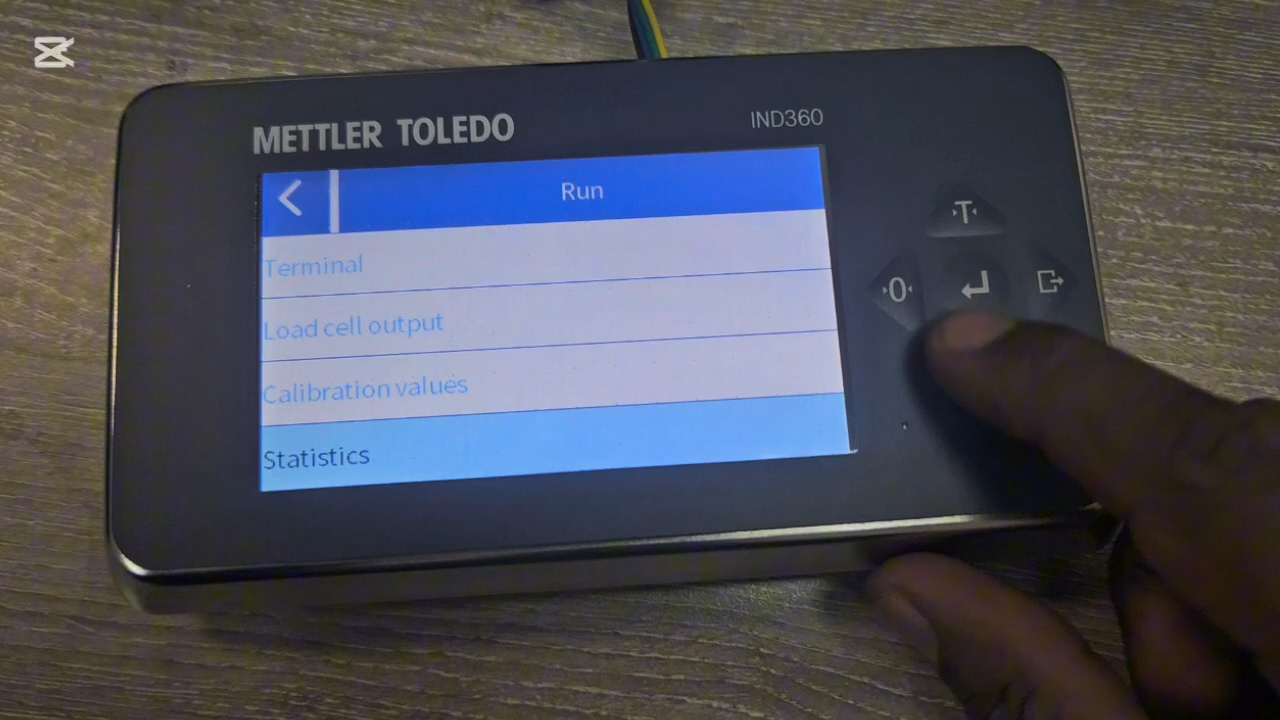 METTLER TOLEDO
IND360
Run
Terminal
Load cell output
Calibration values
Statistics
T
0